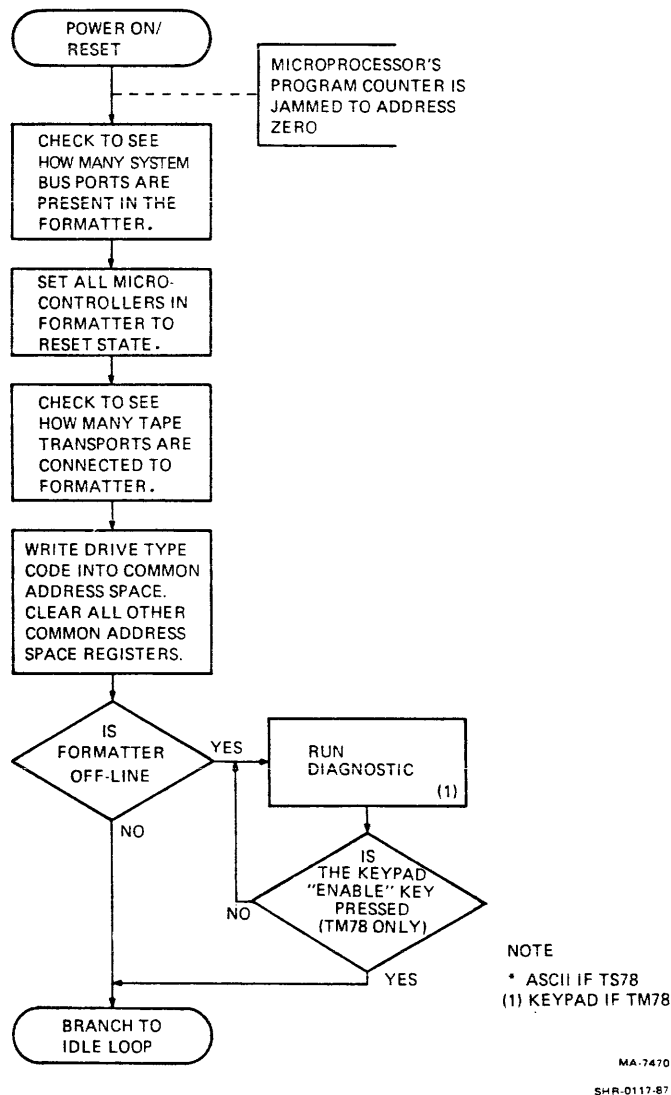 POWER ON/
RESET
MICROPROCESSOR'S
PROGRAM COUNTER IS
JAMMED TO ADDRESS
ZERO
CHECK TO SEE
HOW MANY SYSTEM
BUS PORTS ARE
PRESENT IN THE
FORMATTER.
SET ALL MICRO-
CONTROLLERS IN
FORMATTER TO
RESET STATE.
CHECK TO SEE
HOW MANY TAPE
TRANSPORTS ARE
CONNECTED TO
FORMATTER.
WRITE DRIVE TYPE
CODE INTO COMMON
ADDRESS SPACE.
CLEAR ALL OTHER
COMMON ADDRESS
SPACE REGISTERS.
IS
FORMATTER
OFF-LINE
YES
NO
RUN
DIAGNOSTIC
(1)
IS
THE KEYPAD
"ENABLE" KEY
PRESSED
(TM78 ONLY)
NO
YES
BRANCH TO
IDLE LOOP
NOTE
* ASCII IF TS78
(1) KEYPAD IF TM78
MA-7470
SHR-0117-87